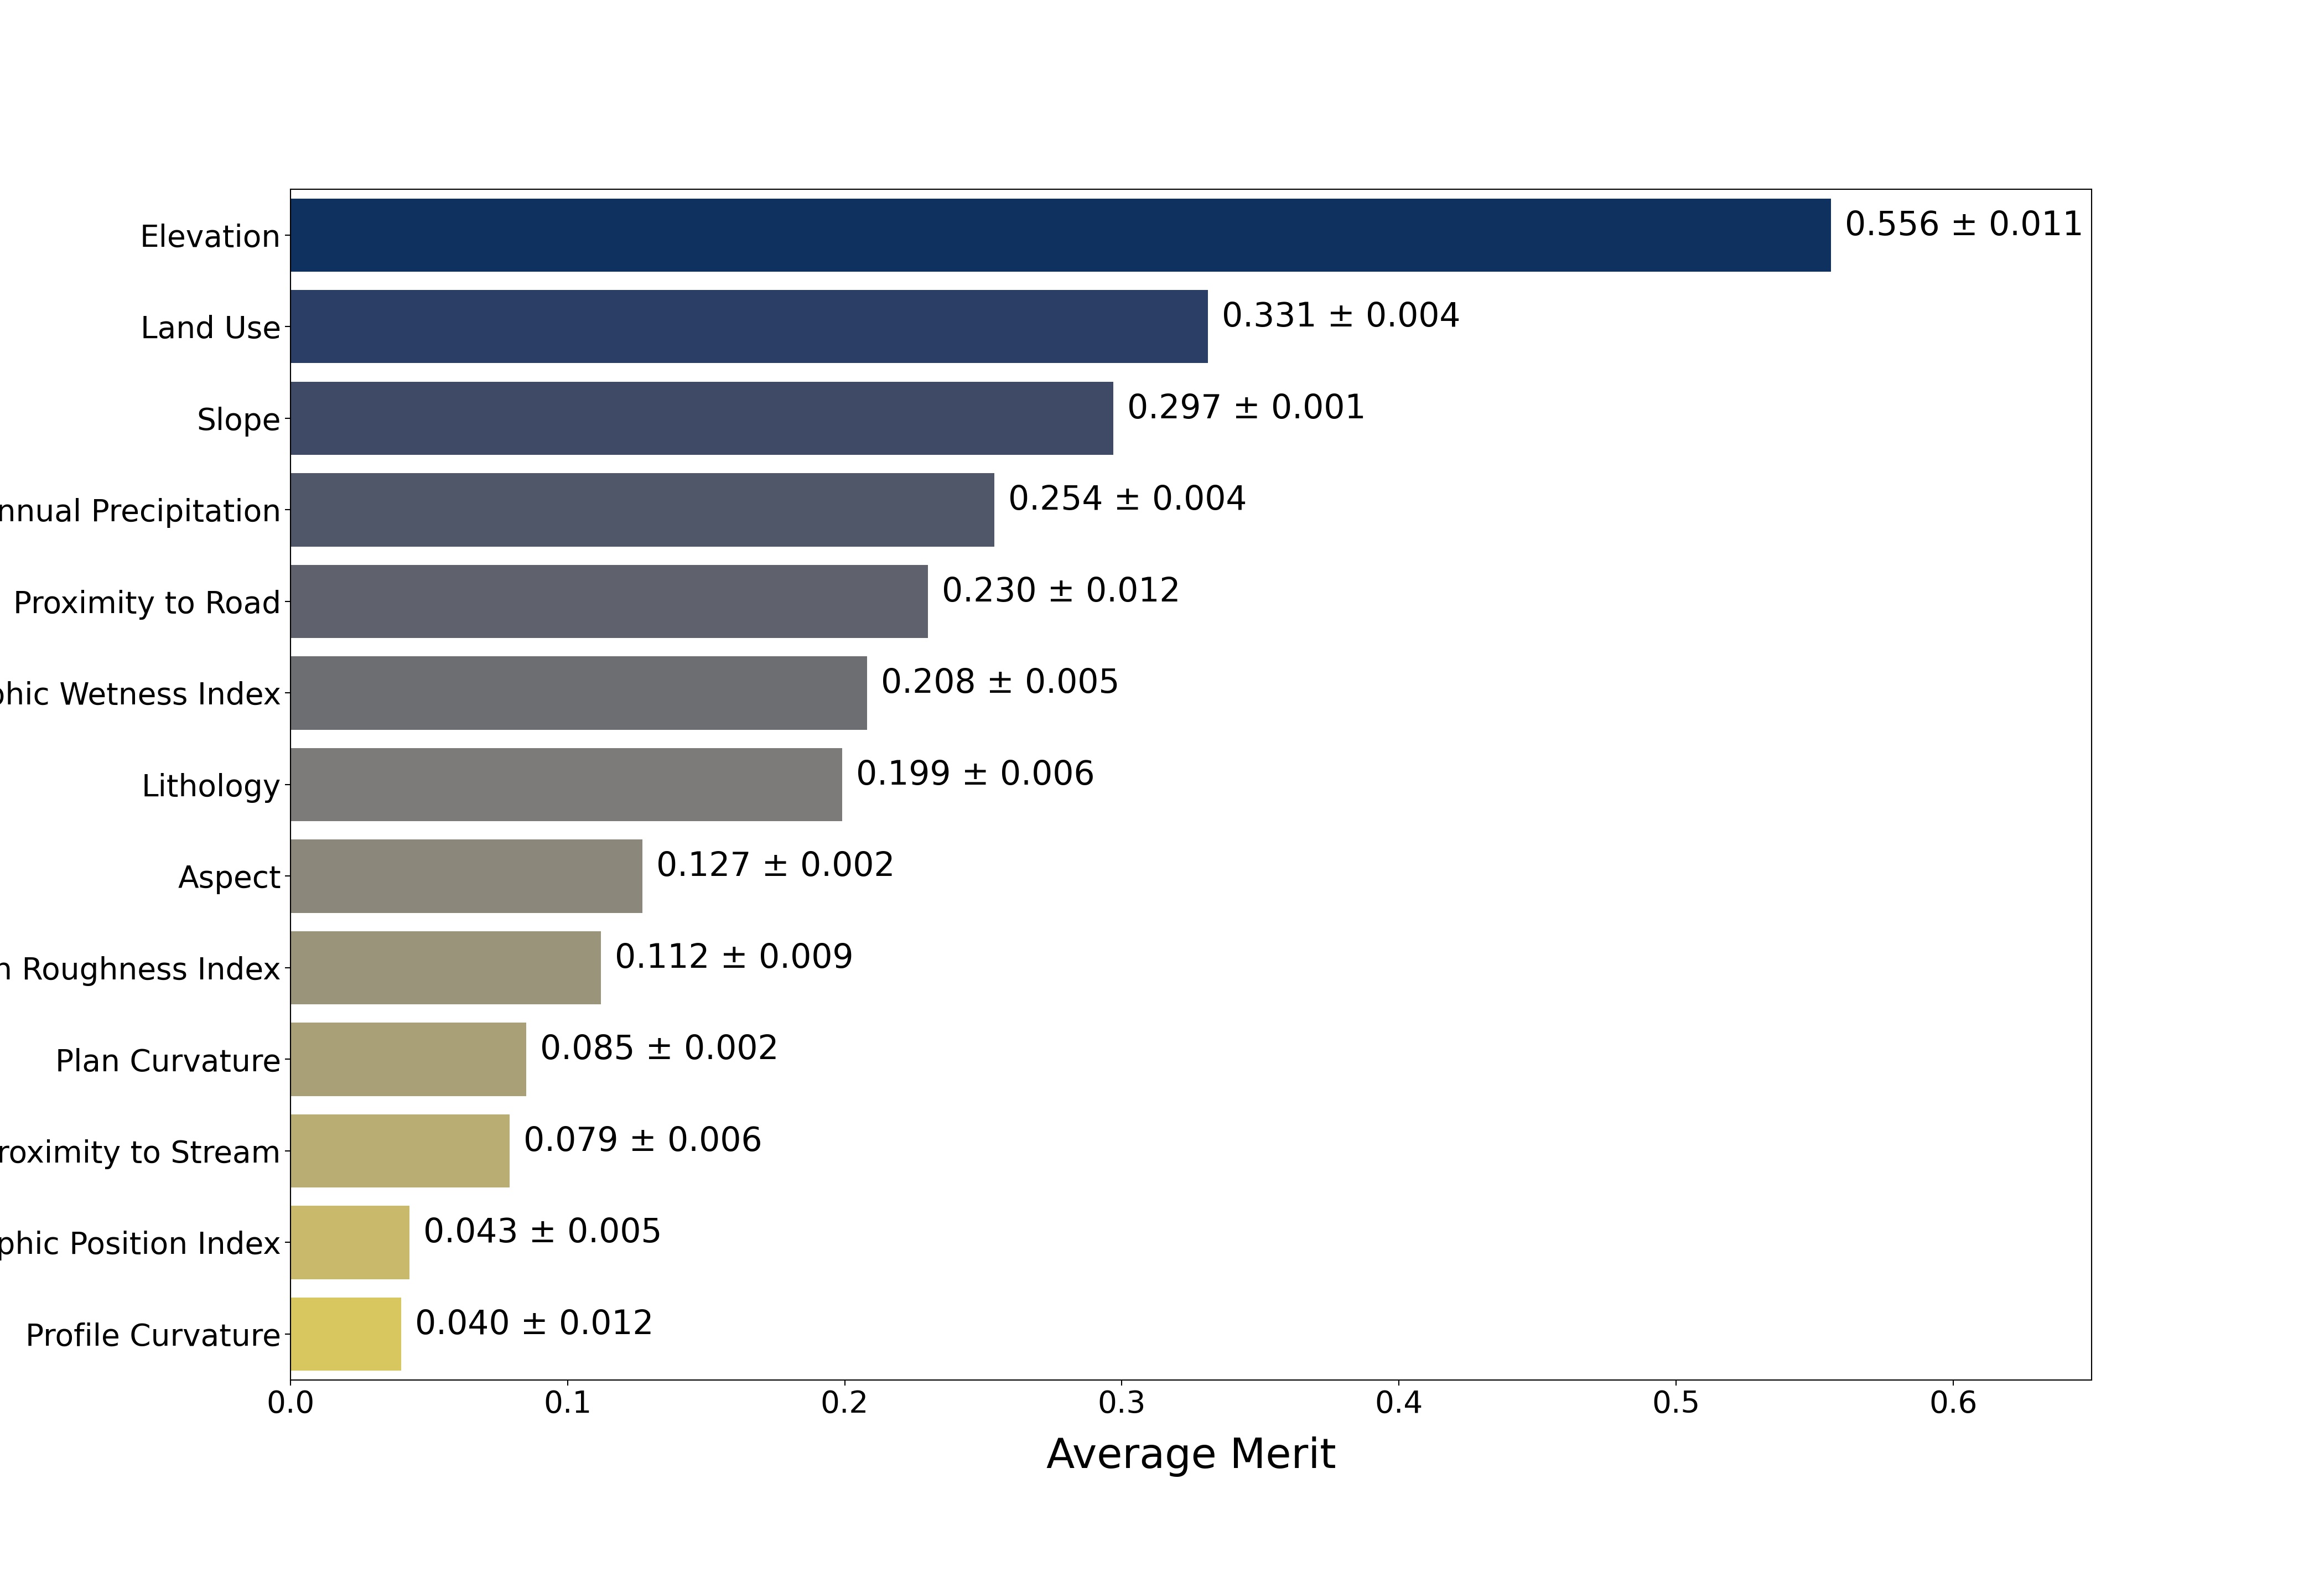 Elevation 0.556 ± 0.011
Land Use 0.331 ± 0.004
Slope 0.297 ± 0.001
nnual Precipitation 0.254 ± 0.004
Proximity to Road 0.230 ± 0.012
phic Wetness Index 0.208 ± 0.005
Lithology 0.199 ± 0.006
Aspect 0.127 ± 0.002
n Roughness Index 0.112 ± 0.009
Plan Curvature 0.085 ± 0.002
roximity to Stream 0.079 ± 0.006
phic Position Index 0.043 ± 0.005
Profile Curvature 0.040 ± 0.012
0.0 0.1 0.2 0.3 0.4 0.5 0.6
Average Merit